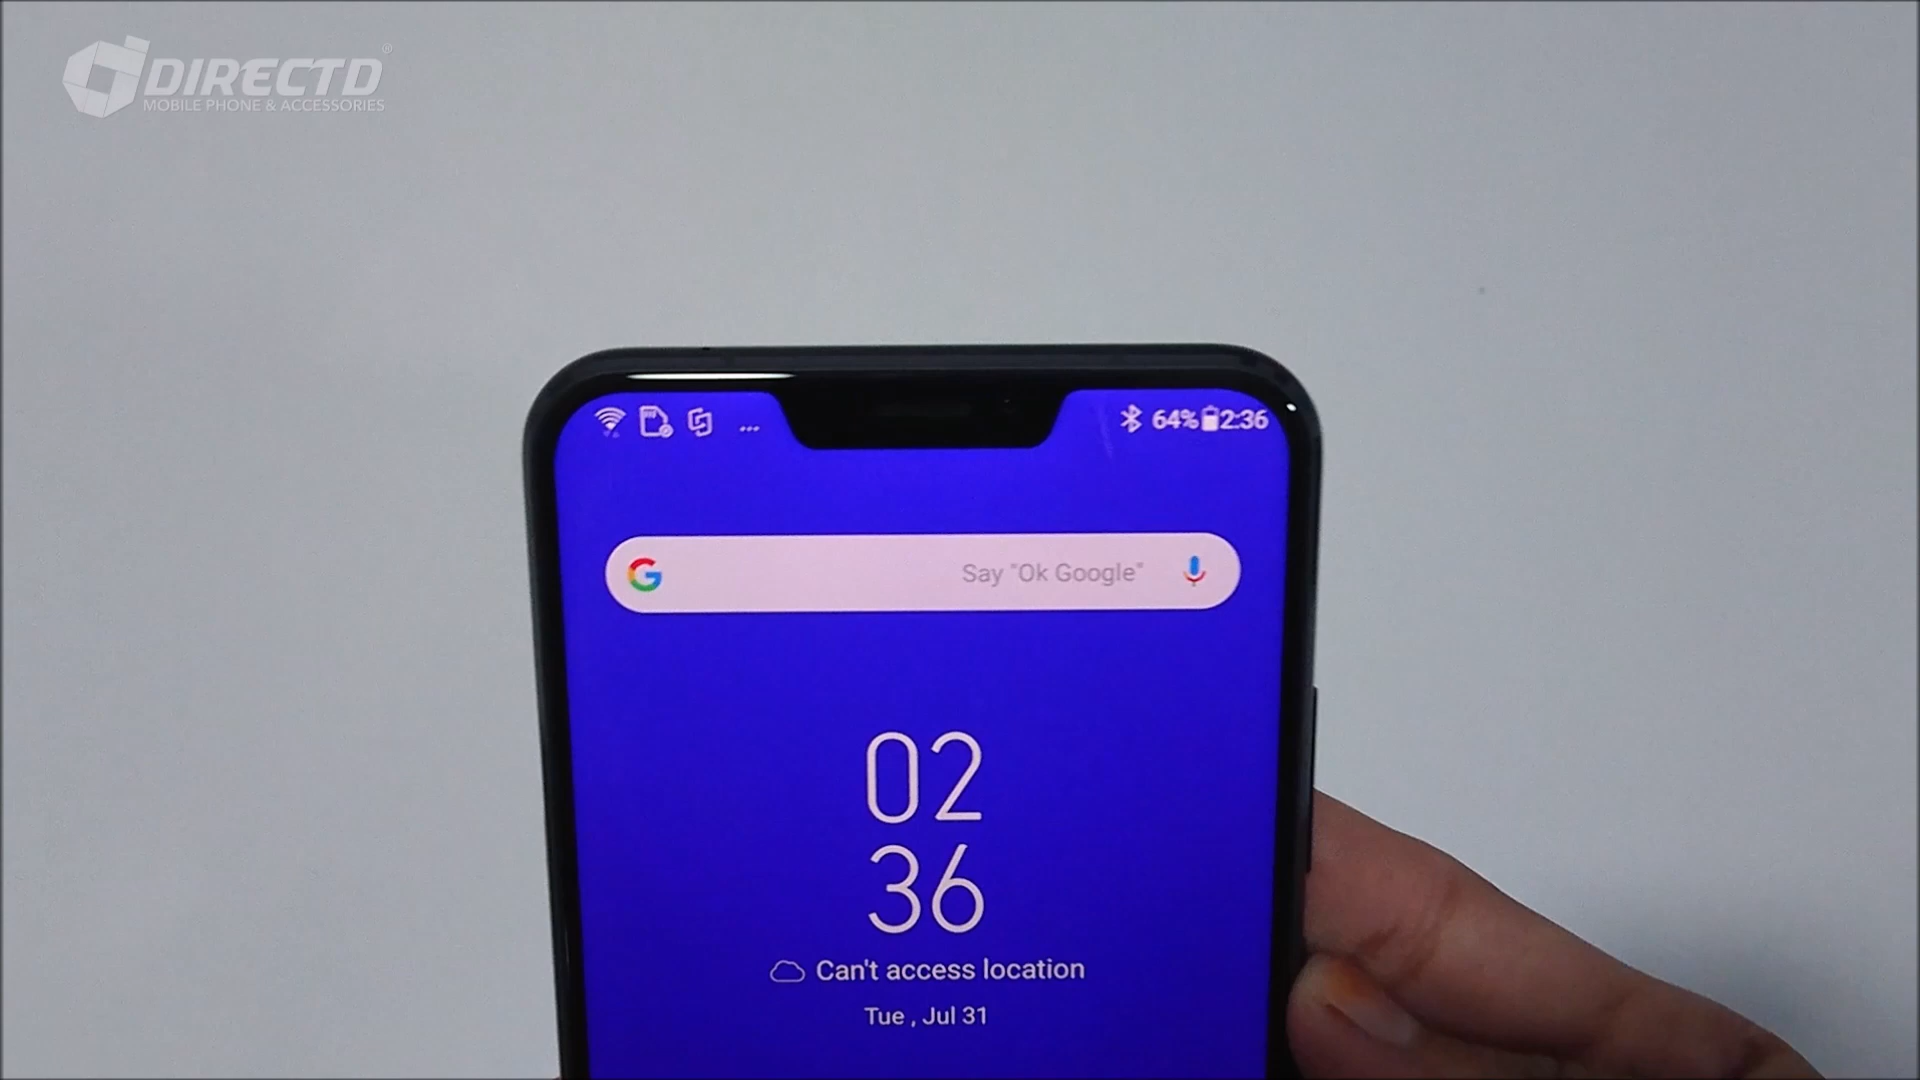 DIRECTD®
MOBILE PHONE & ACCESSORIES
64% 2:36
Say "Ok Google"
02
36
Can't access location
Tue , Jul 31